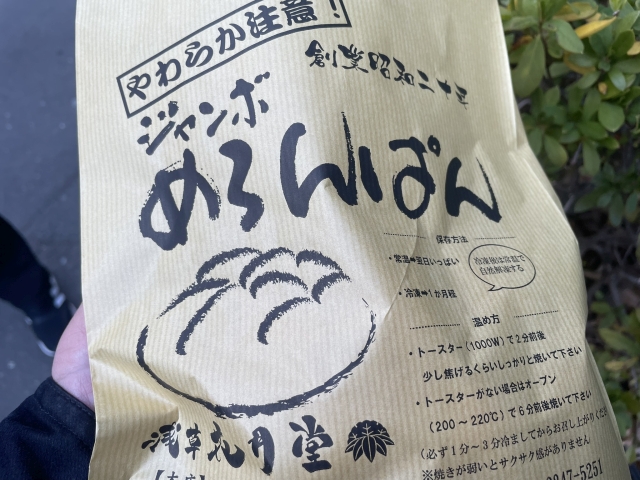 やわらか注意!
創業昭和二十年
ジャンボ
めろんぱん
保存方法
・常温➡翌日いっぱい
・冷凍➡1か月程
冷凍後は常温で
自然解凍する
温め方
・トースター(1000W)で2分前後
少し焦げるくらいしっかりと焼いて下さい
・トースターがない場合はオーブン
(200〜220℃)で6分前後焼いて下さい
(必ず1分〜3分冷ましてからお召し上がりくださ
※焼きが弱いとサクサク感がありません
浅草花月堂
【本店】
3847-5251